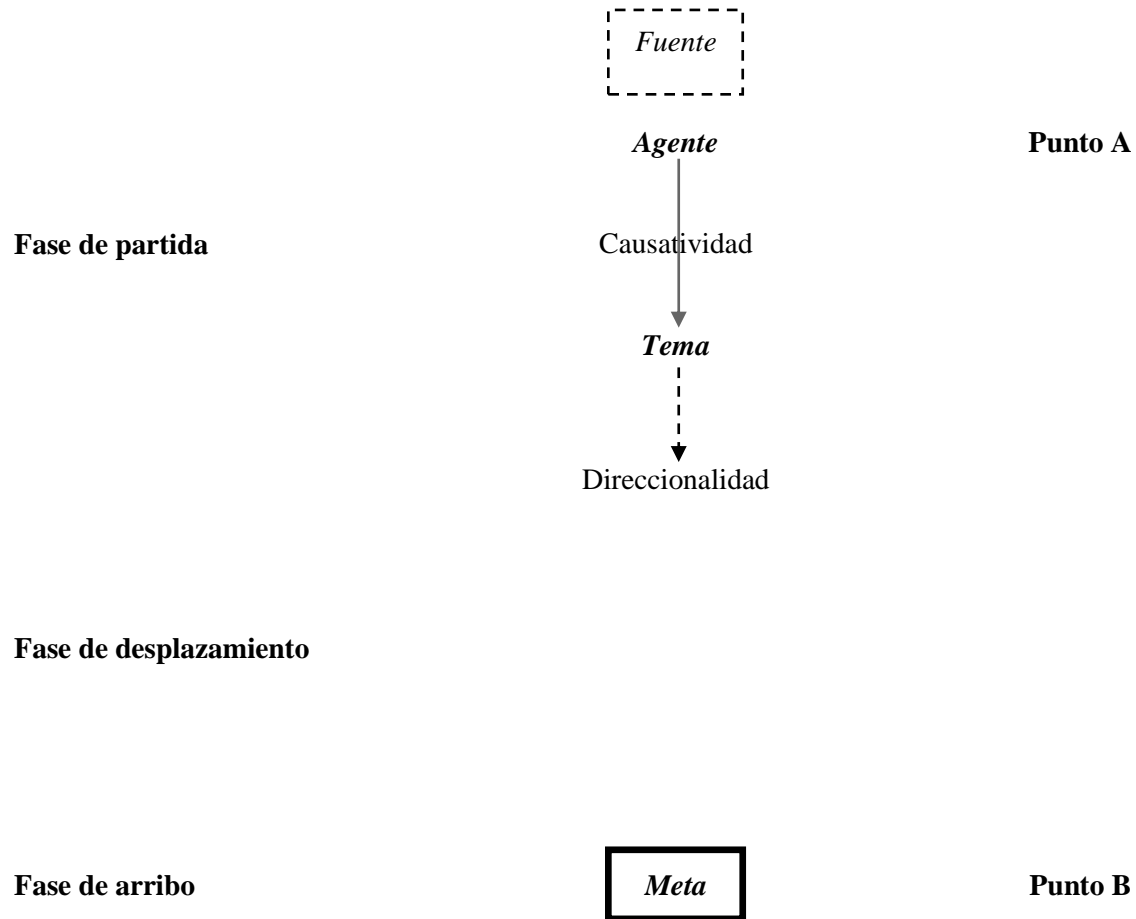 Fuente
Agente
Punto A
Fase de partida
Causatividad
Tema
Direccionalidad
Fase de desplazamiento
Fase de arribo
Meta
Punto B